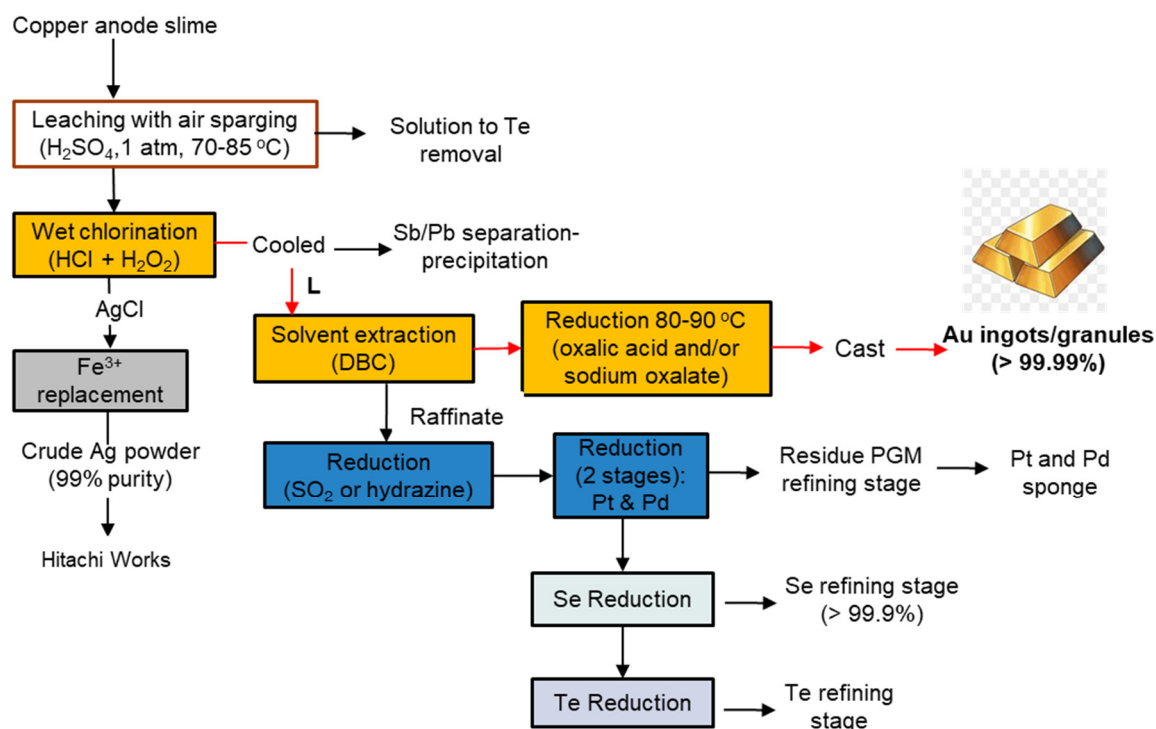 Copper anode slime
Leaching with air sparging
(H₂SO₄,1 atm, 70-85 ºC)
Solution to Te
removal
Wet chlorination
(HCl + H₂O₂)
Cooled
Sb/Pb separation-
precipitation
AgCl
L
Solvent extraction
(DBC)
Reduction 80-90 ºC
(oxalic acid and/or
sodium oxalate)
Cast
Au ingots/granules
(> 99.99%)
Fe³⁺
replacement
Raffinate
Crude Ag powder
(99% purity)
Reduction
(SO₂ or hydrazine)
Reduction
(2 stages):
Pt & Pd
Residue PGM
refining stage
Pt and Pd
sponge
Hitachi Works
Se Reduction
Se refining stage
(> 99.9%)
Te Reduction
Te refining
stage